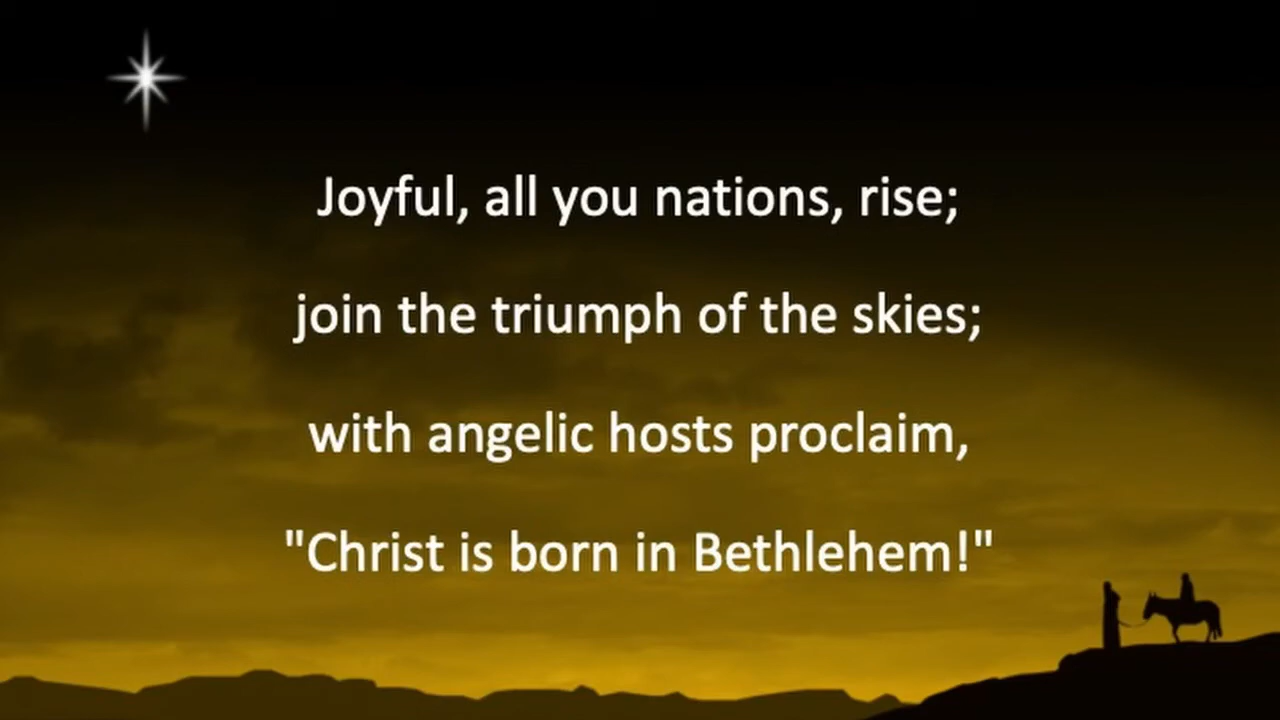 Joyful, all you nations, rise;
join the triumph of the skies;
with angelic hosts proclaim,
"Christ is born in Bethlehem!"